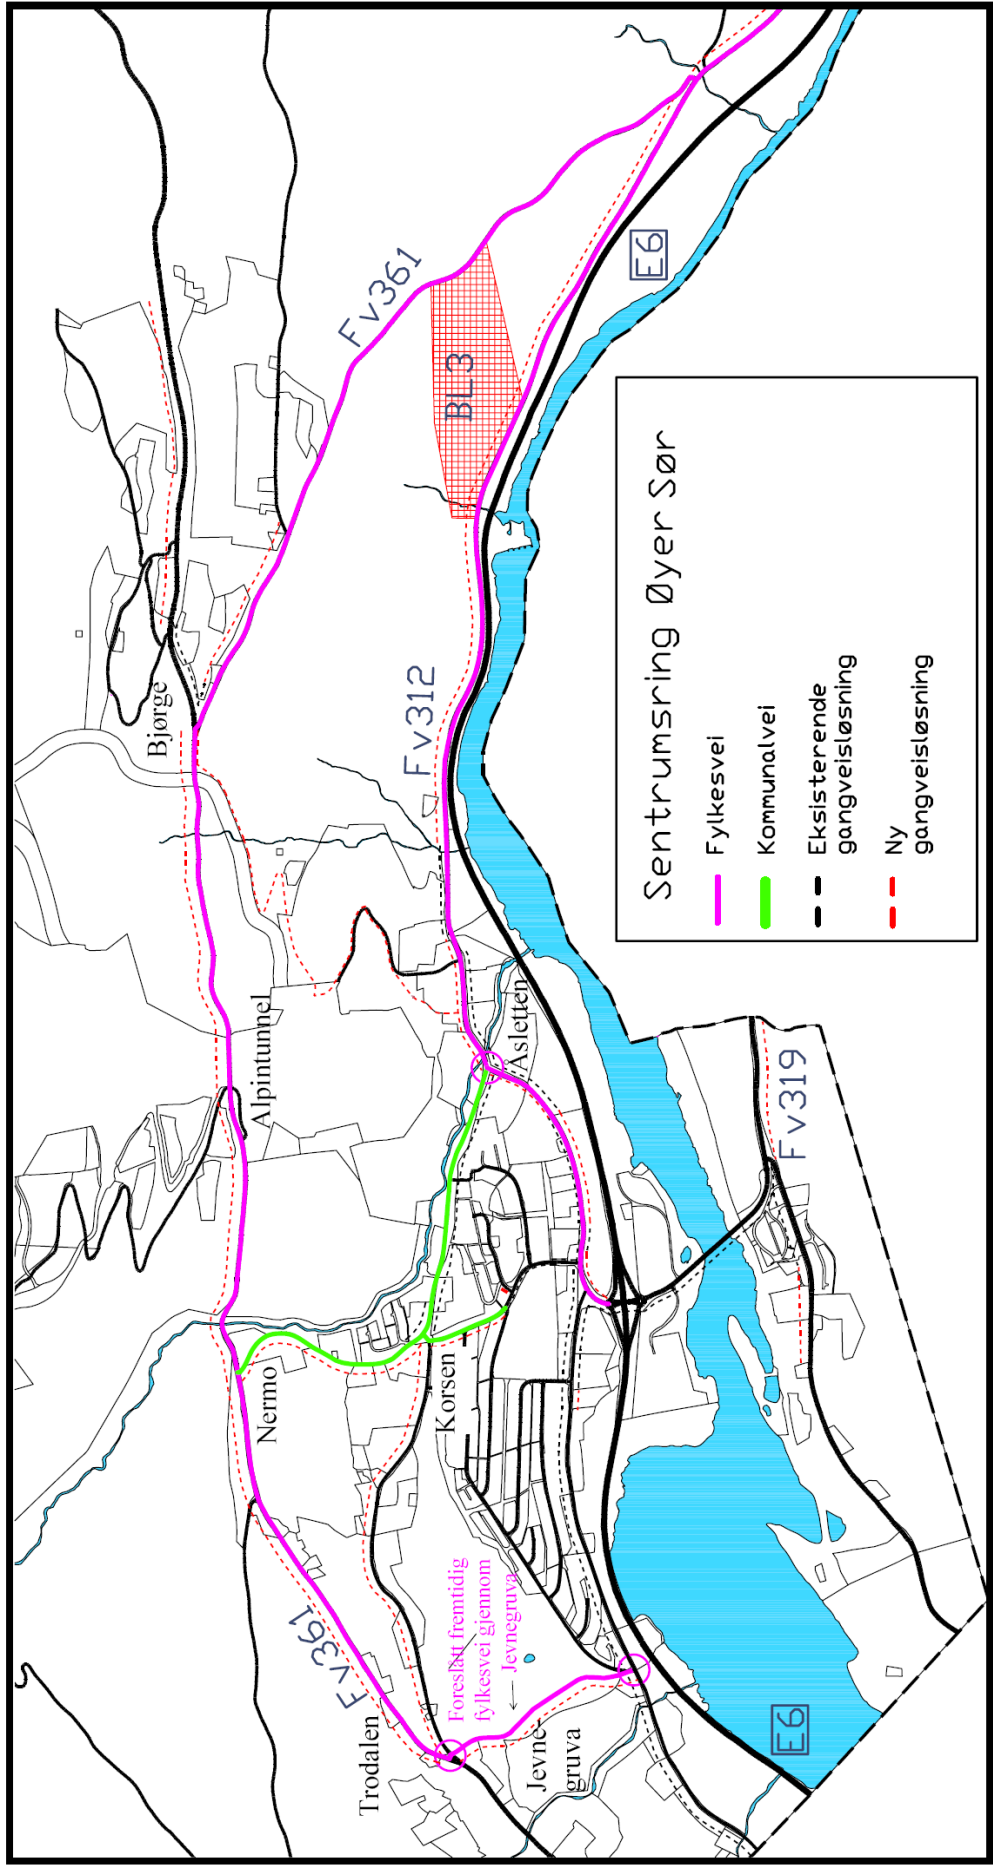 Fv361
Trodalen
Foreslått fremtidig
fylkesvei gjennom
Jevnegruva
Jevne-
gruva
E6
Nermo
Korsen
Alpintunnel
Åsletten
Fv319
Bjørge
Fv312
Fv361
BL3
E6
Sentrumsring Øyer Sør
Fylkesvei
Kommunalvei
Eksisterende
gangveisløsning
Ny
gangveisløsning